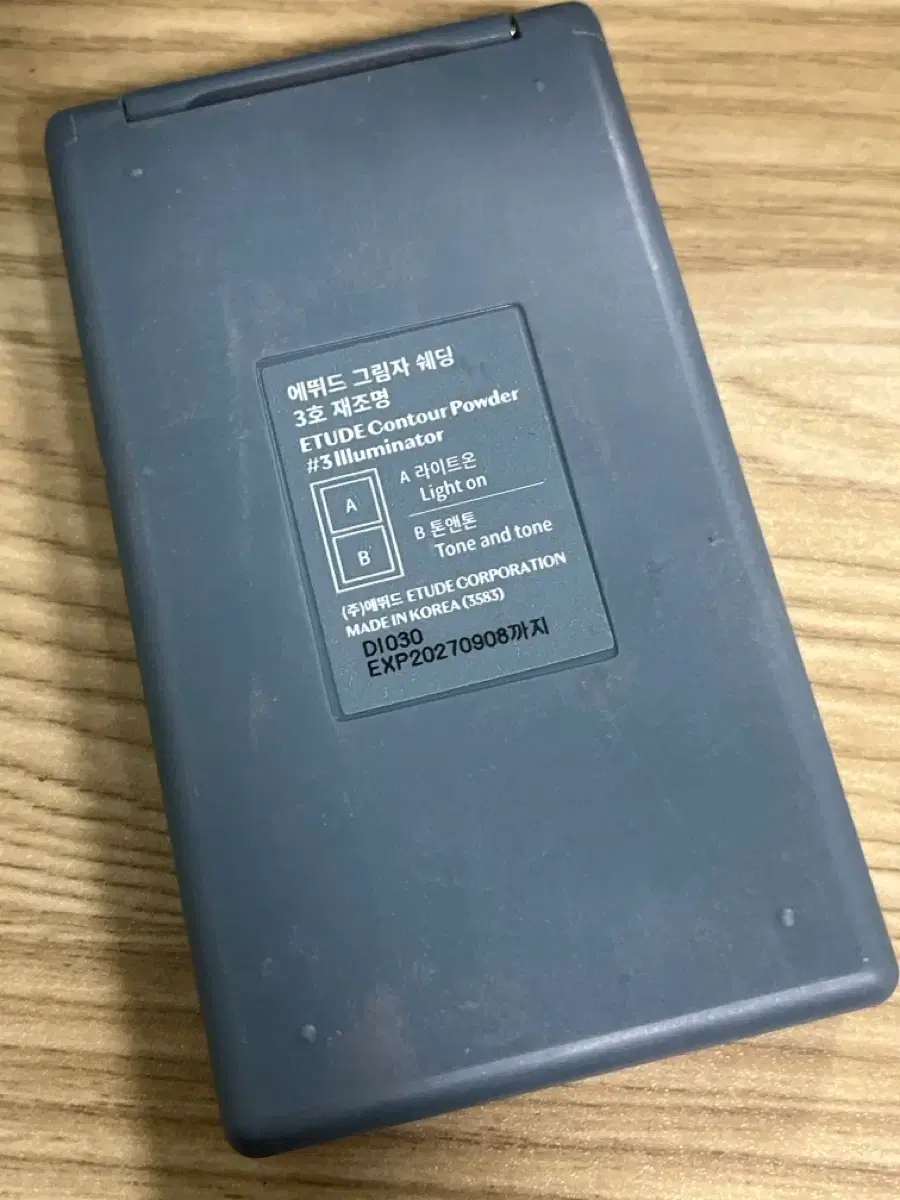 에뛰드 그림자 쉐딩
3호 재조명
ETUDE Contour Powder
#3 Illuminator
A
B
A 라이트온
Light on
B 톤앤톤
Tone and tone
(주)에뛰드 ETUDE CORPORATION
MADE IN KOREA (3583)
DI030
EXP20270908까지